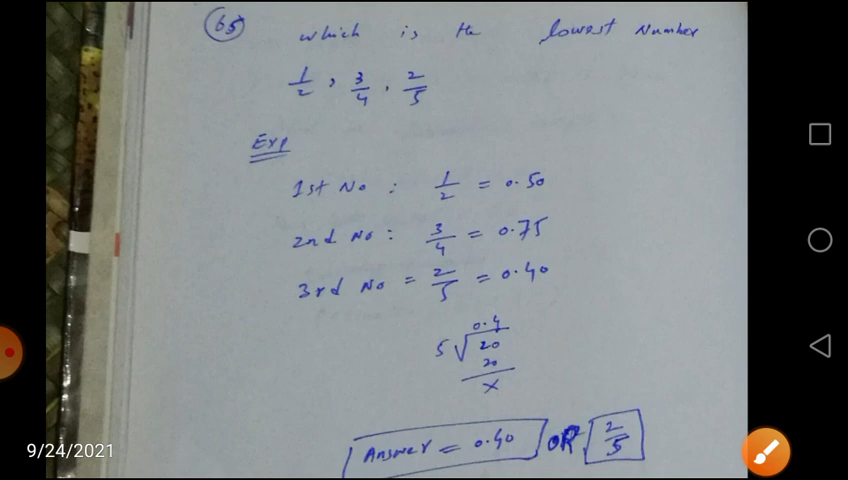 65 which is the lowest Number
1/2, 3/4, 2/5
Exp
1st No : 1/2 = 0.50
2nd No : 3/4 = 0.75
3rd No = 2/5 = 0.40
0.4
5 √20
20
x
Answer = 0.40 OR 2/5
9/24/2021